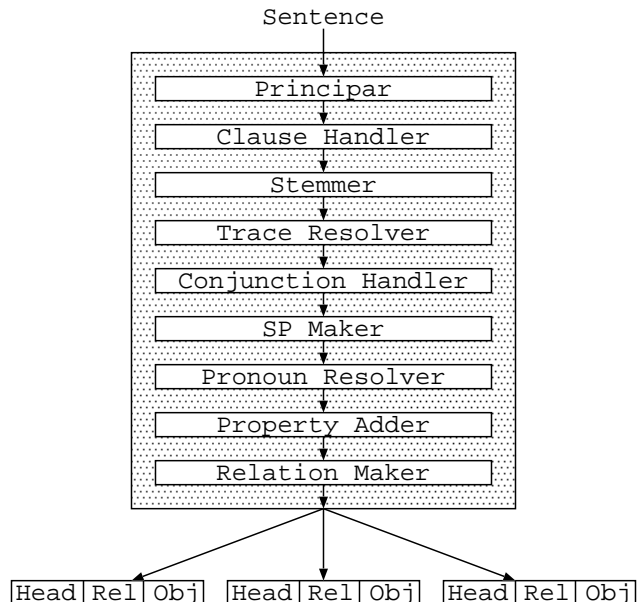 Sentence
Principar
Clause Handler
Stemmer
Trace Resolver
Conjunction Handler
SP Maker
Pronoun Resolver
Property Adder
Relation Maker
Head Rel Obj Head Rel Obj Head Rel Obj